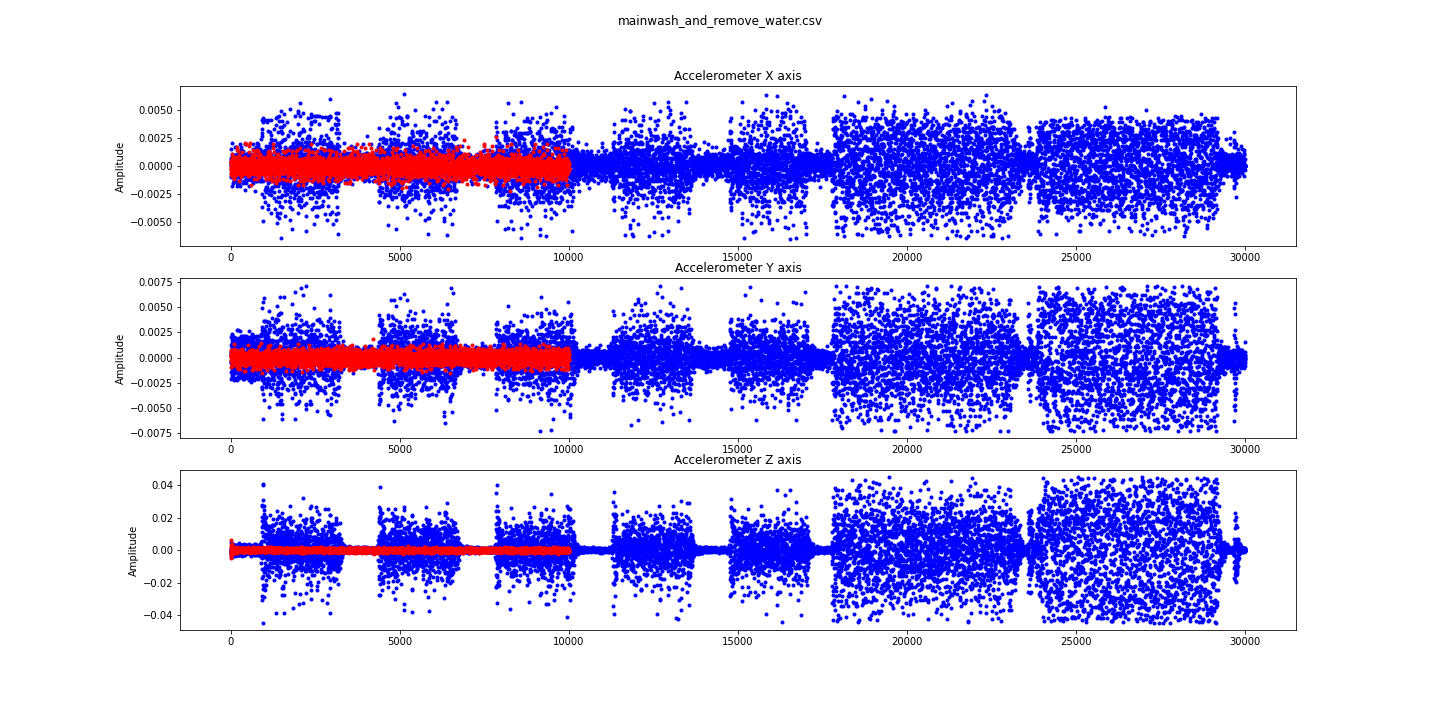 mainwash_and_remove_water.csv
Accelerometer X axis
Amplitude
0.0050
0.0025
0.0000
−0.0025
−0.0050
0 5000 10000 15000 20000 25000 30000
Accelerometer Y axis
Amplitude
0.0075
0.0050
0.0025
0.0000
−0.0025
−0.0050
−0.0075
0 5000 10000 15000 20000 25000 30000
Accelerometer Z axis
Amplitude
0.04
0.02
0.00
−0.02
−0.04
0 5000 10000 15000 20000 25000 30000